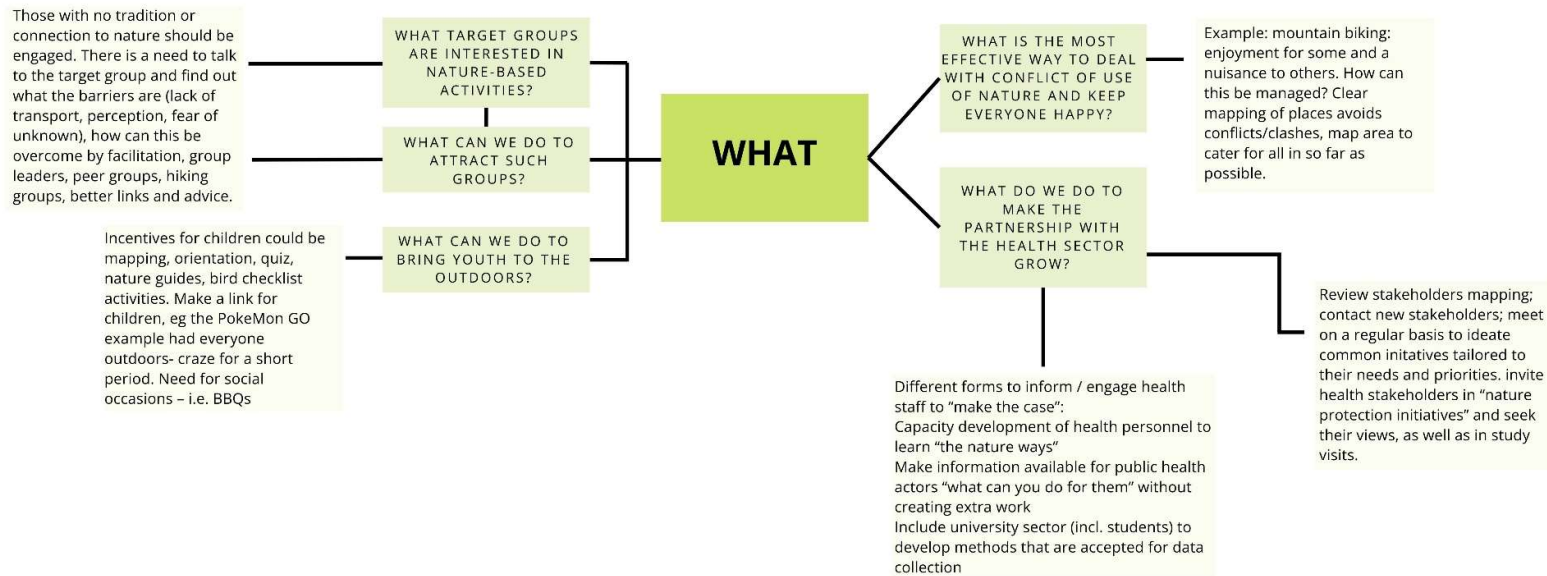 Those with no tradition or
connection to nature should be
engaged. There is a need to talk
to the target group and find out
what the barriers are (lack of
transport, perception, fear of
unknown), how can this be
overcome by facilitation, group
leaders, peer groups, hiking
groups, better links and advice.
WHAT TARGET GROUPS
ARE INTERESTED IN
NATURE-BASED
ACTIVITIES?
WHAT CAN WE DO TO
ATTRACT SUCH
GROUPS?
Incentives for children could be
mapping, orientation, quiz,
nature guides, bird checklist
activities. Make a link for
children, eg the PokeMon GO
example had everyone
outdoors- craze for a short
period. Need for social
occasions – i.e. BBQs
WHAT CAN WE DO TO
BRING YOUTH TO THE
OUTDOORS?
WHAT
WHAT IS THE MOST
EFFECTIVE WAY TO DEAL
WITH CONFLICT OF USE
OF NATURE AND KEEP
EVERYONE HAPPY?
Example: mountain biking:
enjoyment for some and a
nuisance to others. How can
this be managed? Clear
mapping of places avoids
conflicts/clashes, map area to
cater for all in so far as
possible.
WHAT DO WE DO TO
MAKE THE
PARTNERSHIP WITH
THE HEALTH SECTOR
GROW?
Review stakeholders mapping;
contact new stakeholders; meet
on a regular basis to ideate
common initatives tailored to
their needs and priorities. invite
health stakeholders in “nature
protection initiatives” and seek
their views, as well as in study
visits.
Different forms to inform / engage health
staff to “make the case”:
Capacity development of health personnel to
learn “the nature ways”
Make information available for public health
actors “what can you do for them” without
creating extra work
Include university sector (incl. students) to
develop methods that are accepted for data
collection